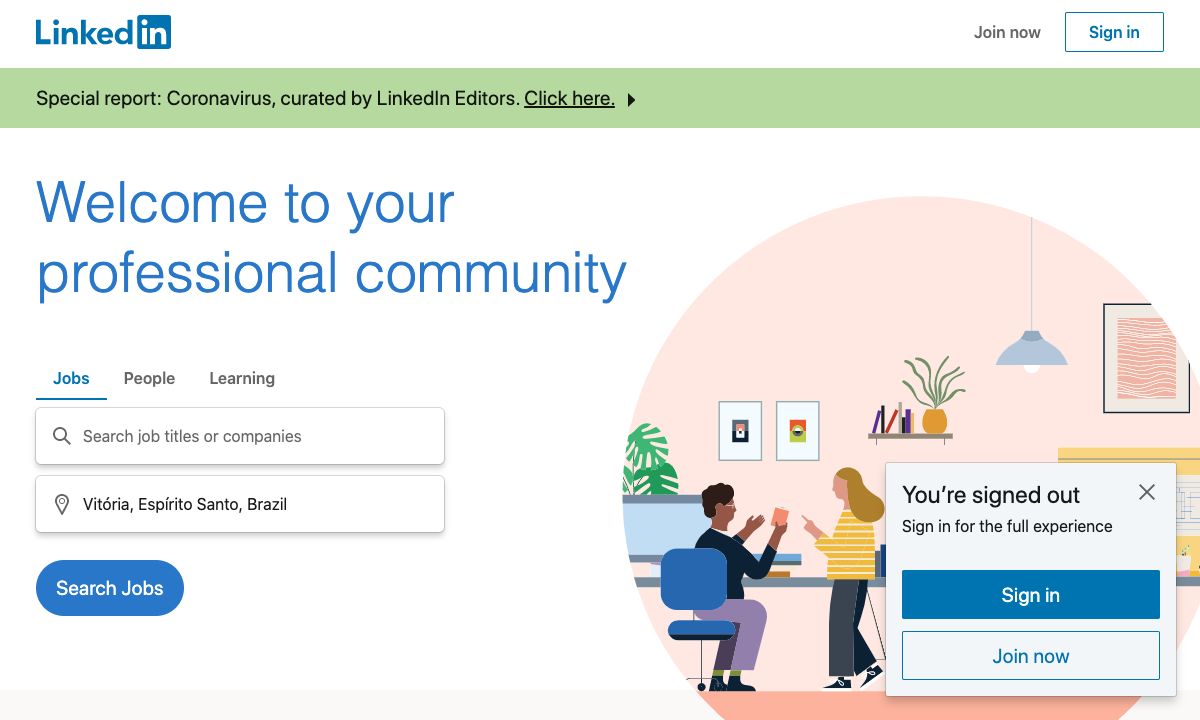 Linked in
Join now
Sign in
Special report: Coronavirus, curated by LinkedIn Editors. Click here.
Welcome to your
professional community
Jobs
People
Learning
Search job titles or companies
Vitória, Espírito Santo, Brazil
Search Jobs
You’re signed out
Sign in for the full experience
Sign in
Join now